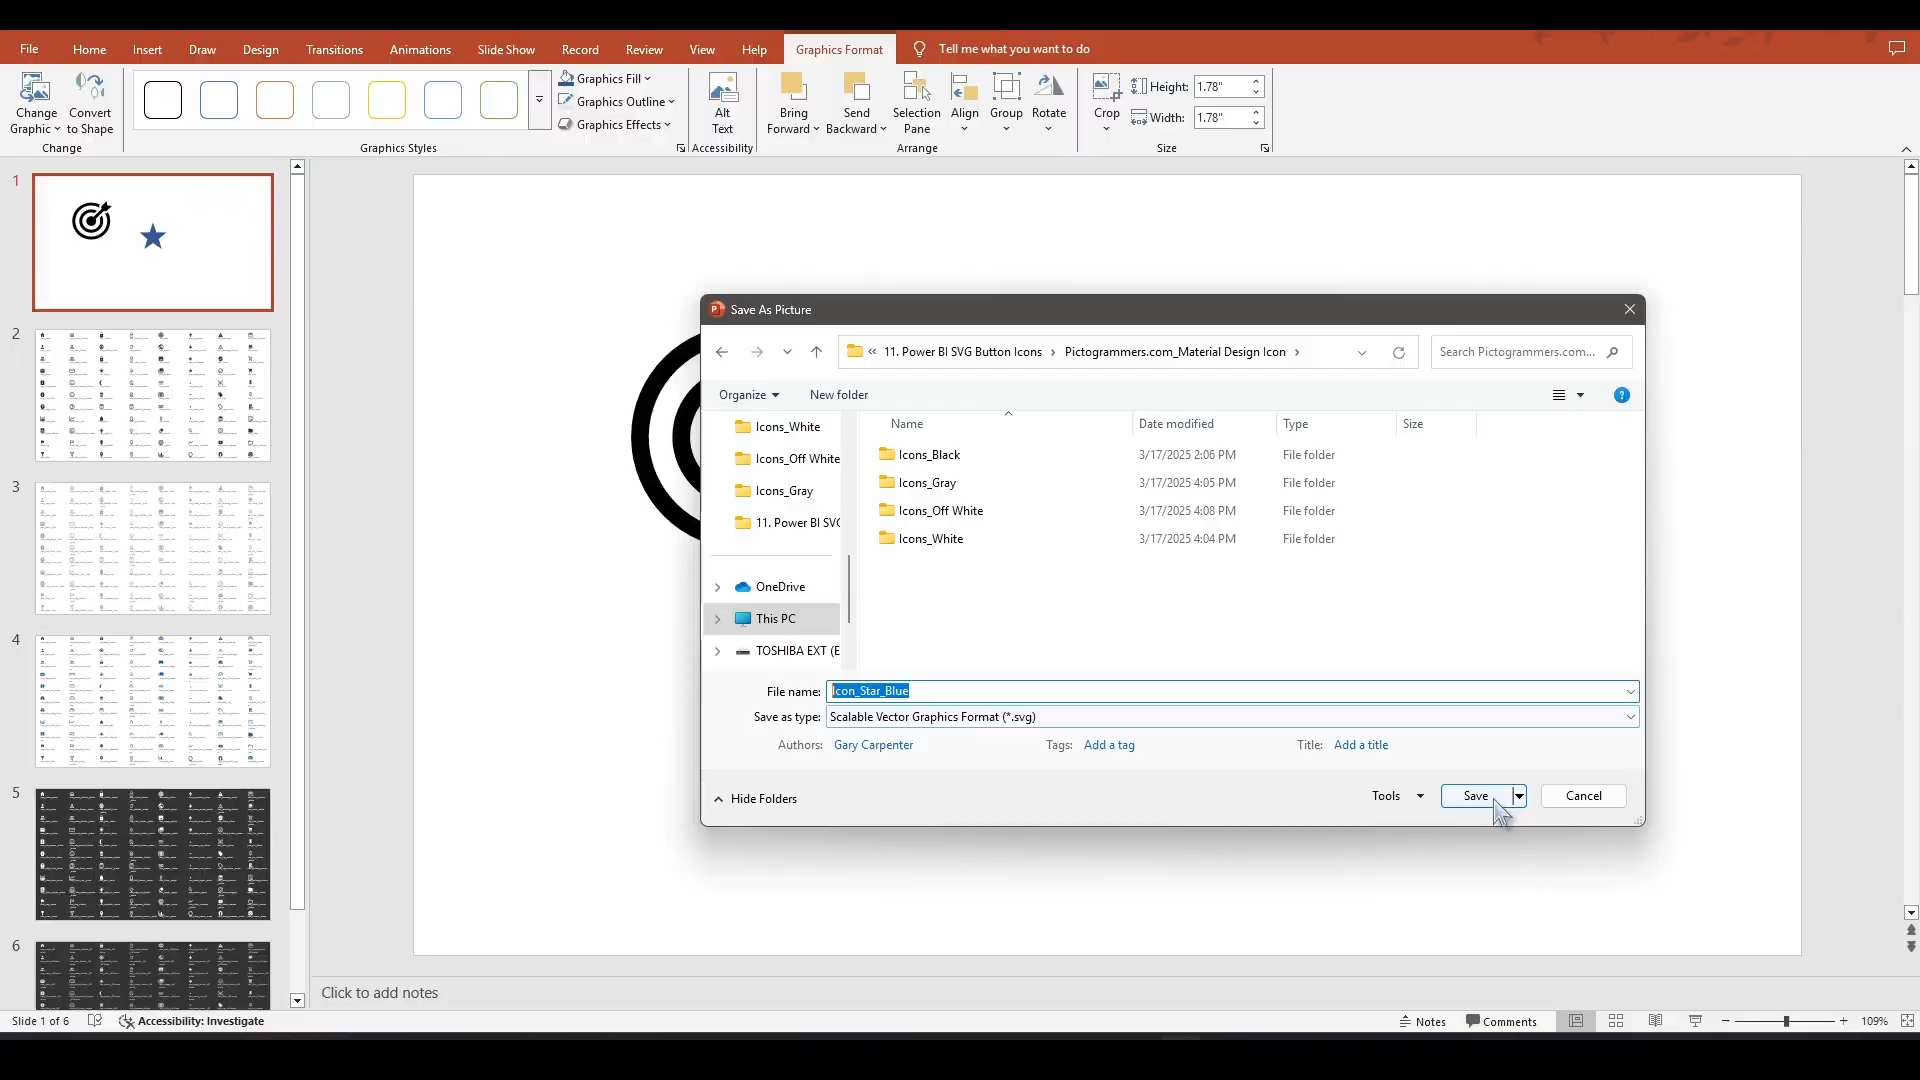 File Home Insert Draw Design Transitions Animations Slide Show Record Review View Help Graphics Format Tell me what you want to do
Change Graphic
Convert to Shape
Change
Graphics Styles
Graphics Fill
Graphics Outline
Graphics Effects
Alt Text
Accessibility
Bring Forward
Send Backward
Selection Pane
Align
Group
Rotate
Arrange
Crop
Height: 1.78"
Width: 1.78"
Size
1
2
3
4
5
6
Save As Picture
« 11. Power BI SVG Button Icons › Pictogrammers.com_Material Design Icon ›
Search Pictogrammers.com...
Organize New folder
Icons_White
Icons_Off White
Icons_Gray
11. Power BI SVG
OneDrive
This PC
TOSHIBA EXT (E
Name Date modified Type Size
Icons_Black 3/17/2025 2:06 PM File folder
Icons_Gray 3/17/2025 4:05 PM File folder
Icons_Off White 3/17/2025 4:08 PM File folder
Icons_White 3/17/2025 4:04 PM File folder
File name: Icon_Star_Blue
Save as type: Scalable Vector Graphics Format (*.svg)
Authors: Gary Carpenter Tags: Add a tag Title: Add a title
Hide Folders
Tools Save Cancel
Click to add notes
Slide 1 of 6 Accessibility: Investigate Notes Comments 109%